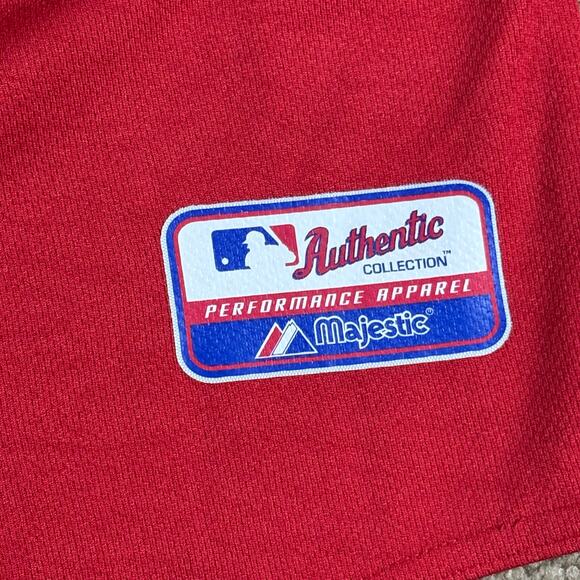 Authentic
COLLECTION™
PERFORMANCE APPAREL
Majestic®